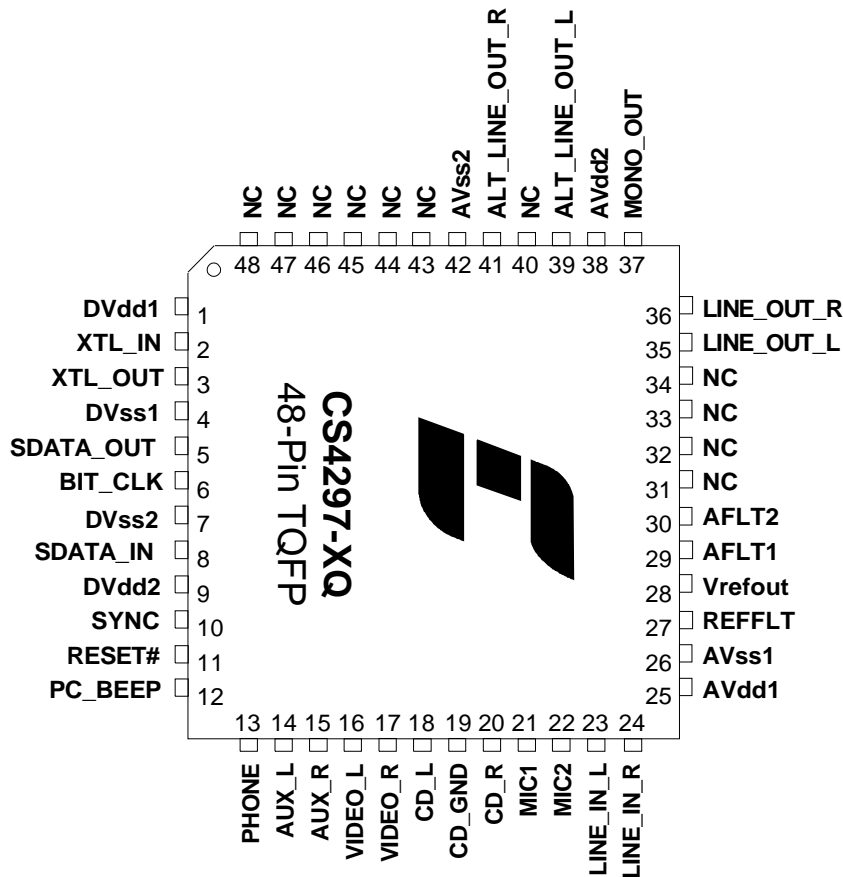 ALT_LINE_OUT_R
ALT_LINE_OUT_L
MONO_OUT
AVss2
AVdd2
NC
NC
NC
NC
NC
NC
NC
48 47 46 45 44 43 42 41 40 39 38 37
DVdd1 1
XTL_IN 2
XTL_OUT 3
DVss1 4
SDATA_OUT 5
BIT_CLK 6
DVss2 7
SDATA_IN 8
DVdd2 9
SYNC 10
RESET# 11
PC_BEEP 12
CS4297-XQ
48-Pin TQFP
36 LINE_OUT_R
35 LINE_OUT_L
34 NC
33 NC
32 NC
31 NC
30 AFLT2
29 AFLT1
28 Vrefout
27 REFFLT
26 AVss1
25 AVdd1
13 14 15 16 17 18 19 20 21 22 23 24
PHONE
AUX_L
AUX_R
VIDEO_L
VIDEO_R
CD_L
CD_GND
CD_R
MIC1
MIC2
LINE_IN_L
LINE_IN_R